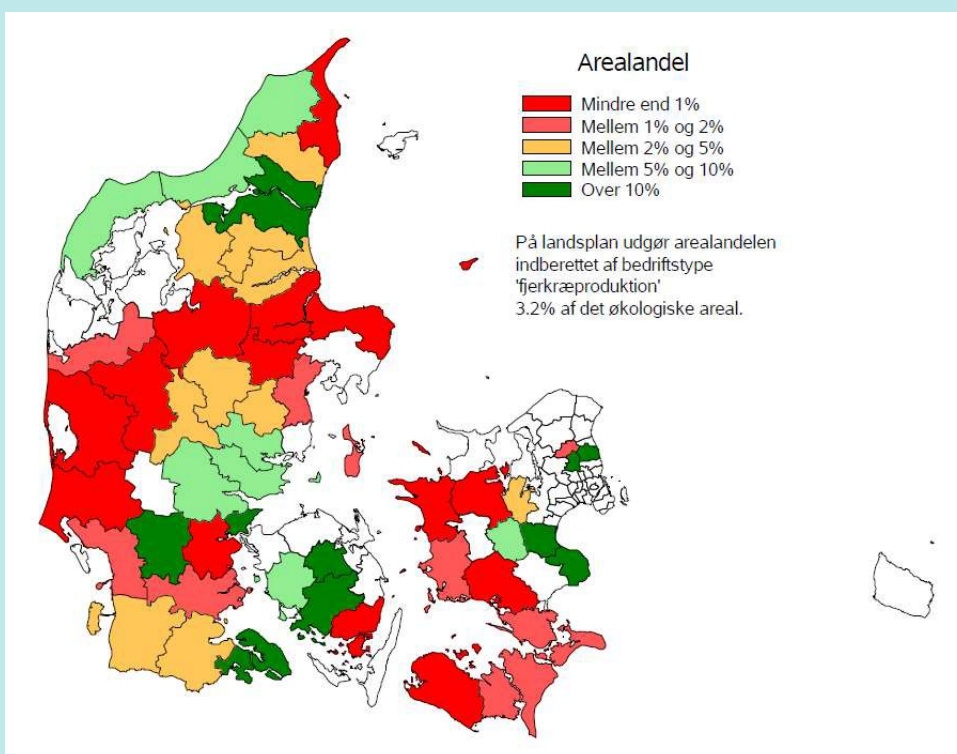 Arealandel
Mindre end 1%
Mellem 1% og 2%
Mellem 2% og 5%
Mellem 5% og 10%
Over 10%
På landsplan udgør arealandelen
indberettet af bedriftstype
'fjerkræproduktion'
3.2% af det økologiske areal.